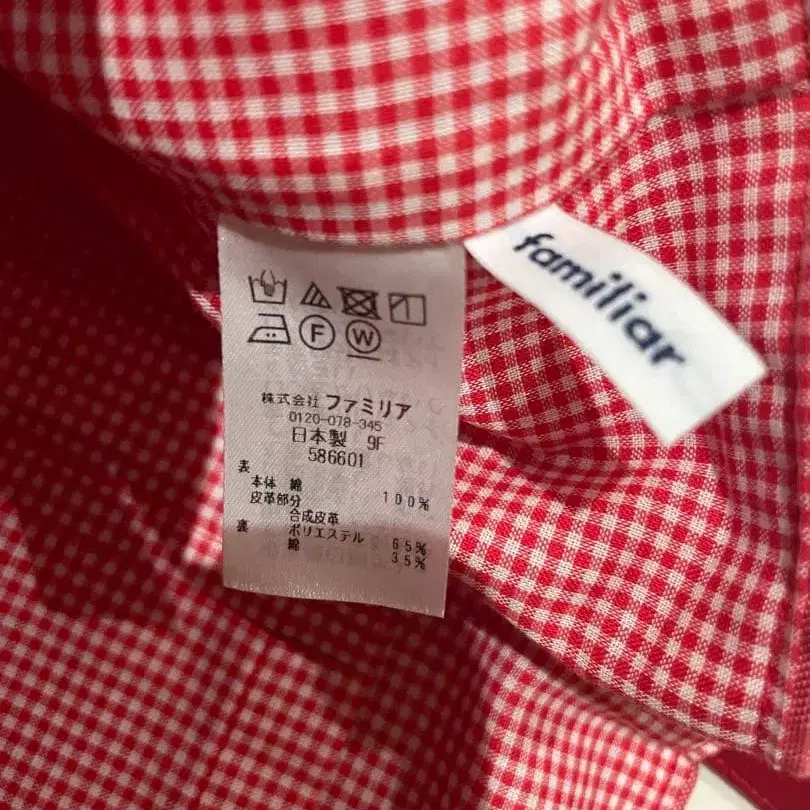 familiar
F W
株式会社 ファミリア
0120-078-345
日本製 9F
586601
表
本体 綿 100%
皮革部分
合成皮革
裏 ポリエステル 65%
綿 35%